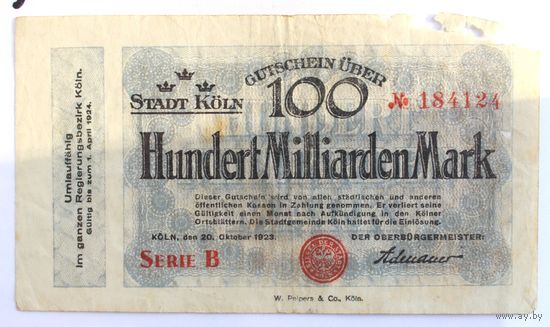 Umlauffähig
im ganzen Regierungsbezirk Köln.
Gültig bis zum 1. April 1924.
STADT KÖLN
GUTSCHEIN ÜBER
100
№ 184124
Hundert Milliarden Mark
Dieser Gutschein wird von allen städtischen und anderen
öffentlichen Kassen in Zahlung genommen. Er verliert seine
Gültigkeit einen Monat nach Aufkündigung in den Kölner
Ortsblättern. Die Stadtgemeinde Köln haftet für die Einlösung.
KÖLN, den 20. Oktober 1923.
DER OBERBÜRGERMEISTER:
SERIE B
Adenauer
W. Peipers & Co., Köln.
www.ay.by